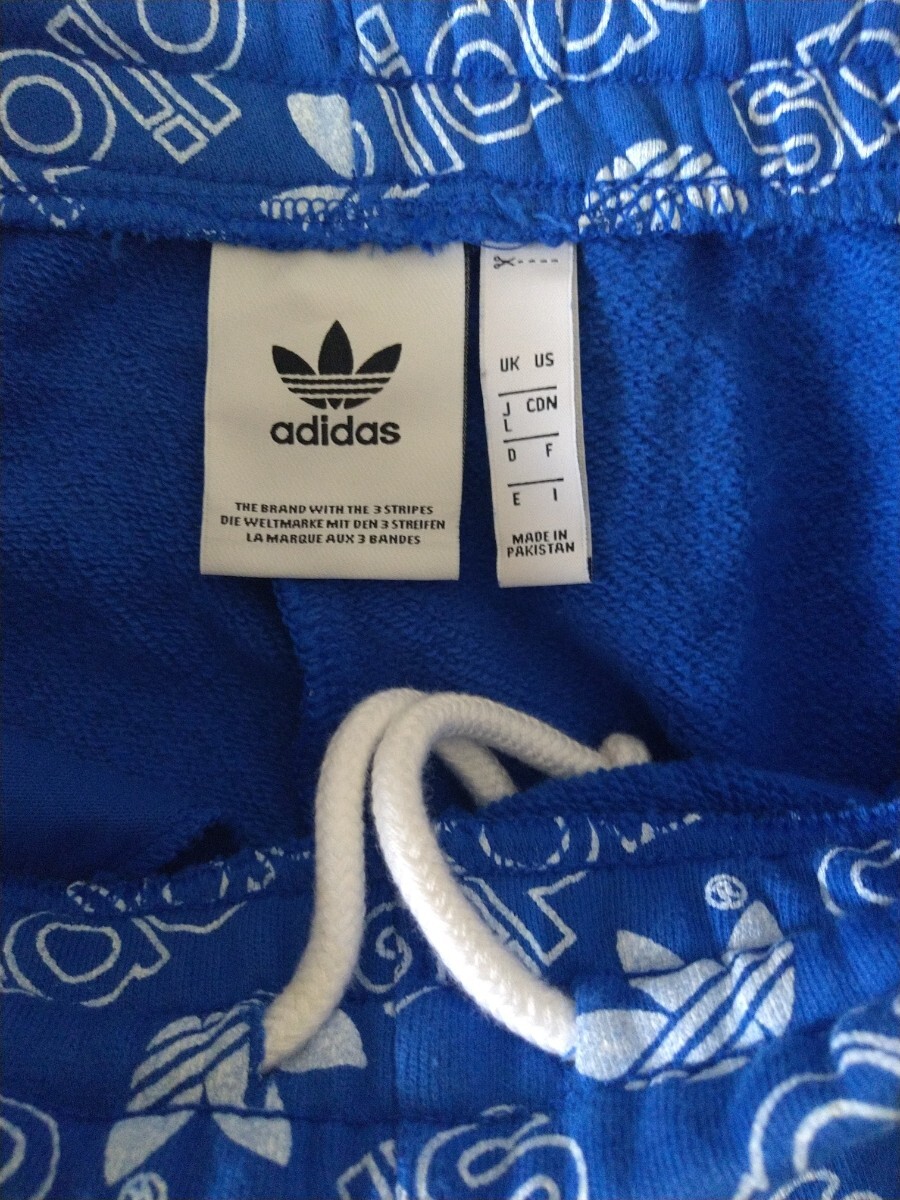 adidas
THE BRAND WITH THE 3 STRIPES
DIE WELTMARKE MIT DEN 3 STREIFEN
LA MARQUE AUX 3 BANDES
UK US
J CDN
L
D F
E I
MADE IN
PAKISTAN